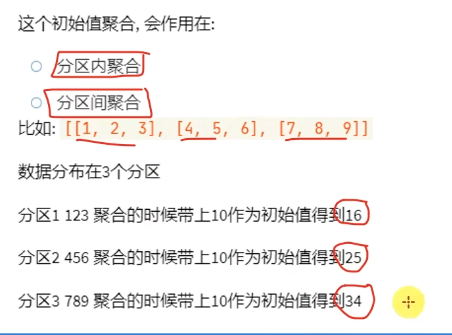 这个初始值聚合, 会作用在:
分区内聚合
分区间聚合
比如: [[1, 2, 3], [4, 5, 6], [7, 8, 9]]
数据分布在3个分区
分区1 123 聚合的时候带上10作为初始值得到16
分区2 456 聚合的时候带上10作为初始值得到25
分区3 789 聚合的时候带上10作为初始值得到34